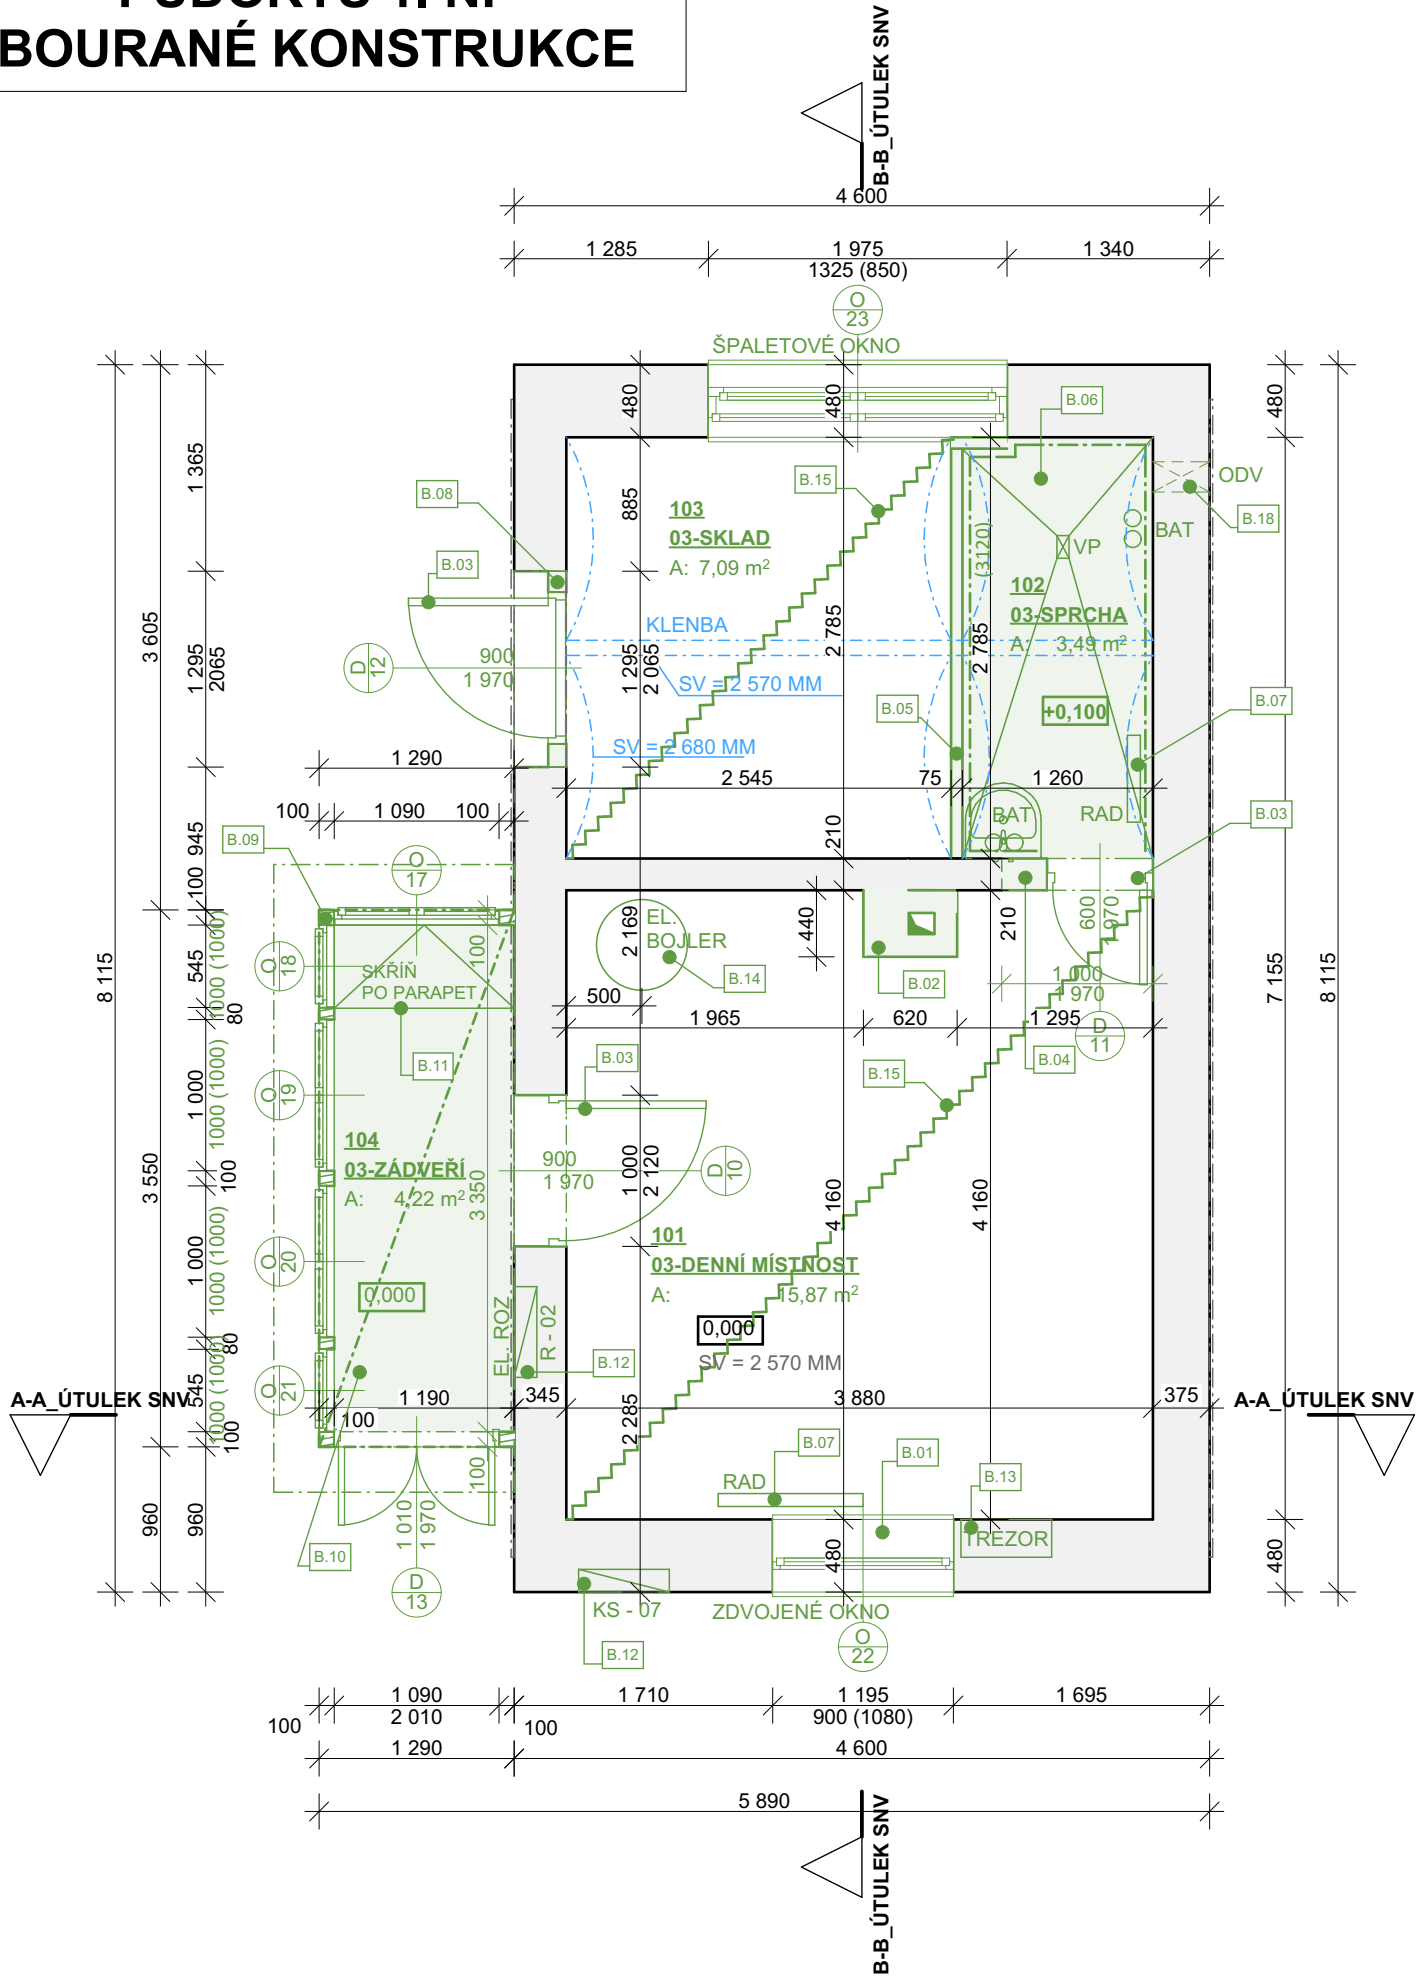 BOURANÉ KONSTRUKCE
B-B_ÚTULEK SNV
4 600
1 285
1 975
1325 (850)
1 340
O
23
ŠPALETOVÉ OKNO
480
480
480
B.06
B.08
B.15
ODV
B.18
BAT
1 365
885
103
03-SKLAD
A: 7,09 m²
(3120)
VP
102
03-SPRCHA
A: 3,49 m²
B.03
3 605
1 295
2065
D
12
900
1 970
1 295
2 065
KLENBA
SV = 2 570 MM
2 785
2 785
+0,100
B.07
B.05
SV = 2 680 MM
1 290
2 545
75
1 260
100
1 090
100
BAT
RAD
B.03
B.09
945
100
O
17
210
EL.
BOJLER
2 169
440
210
600
1 970
8 115
545
1000 (1000)
O
18
100
SKŘÍŇ
PO PARAPET
B.14
B.02
1 000
1 970
7 155
8 115
80
500
1 965
620
1 295
D
11
B.11
B.03
B.15
B.04
1 000
1000 (1000)
O
19
3 550
100
104
03-ZÁDVEŘÍ
A: 4,22 m²
3 350
900
1 970
1 000
2 120
D
10
4 160
4 160
101
03-DENNÍ MÍSTNOST
A: 15,87 m²
1 000
1000 (1000)
O
20
0,000
0,000
SV = 2 570 MM
EL. ROZ
R - 02
B.12
80
545
1000 (1000)
O
21
A-A_ÚTULEK SNV
1 190
345
3 880
375
A-A_ÚTULEK SNV
100
100
100
2 285
B.07
B.01
RAD
B.13
TREZOR
960
960
1 010
1 970
B.10
480
480
D
13
KS - 07
ZDVOJENÉ OKNO
B.12
O
22
1 090
2 010
1 710
1 195
900 (1080)
1 695
100
100
1 290
4 600
5 890
B-B_ÚTULEK SNV